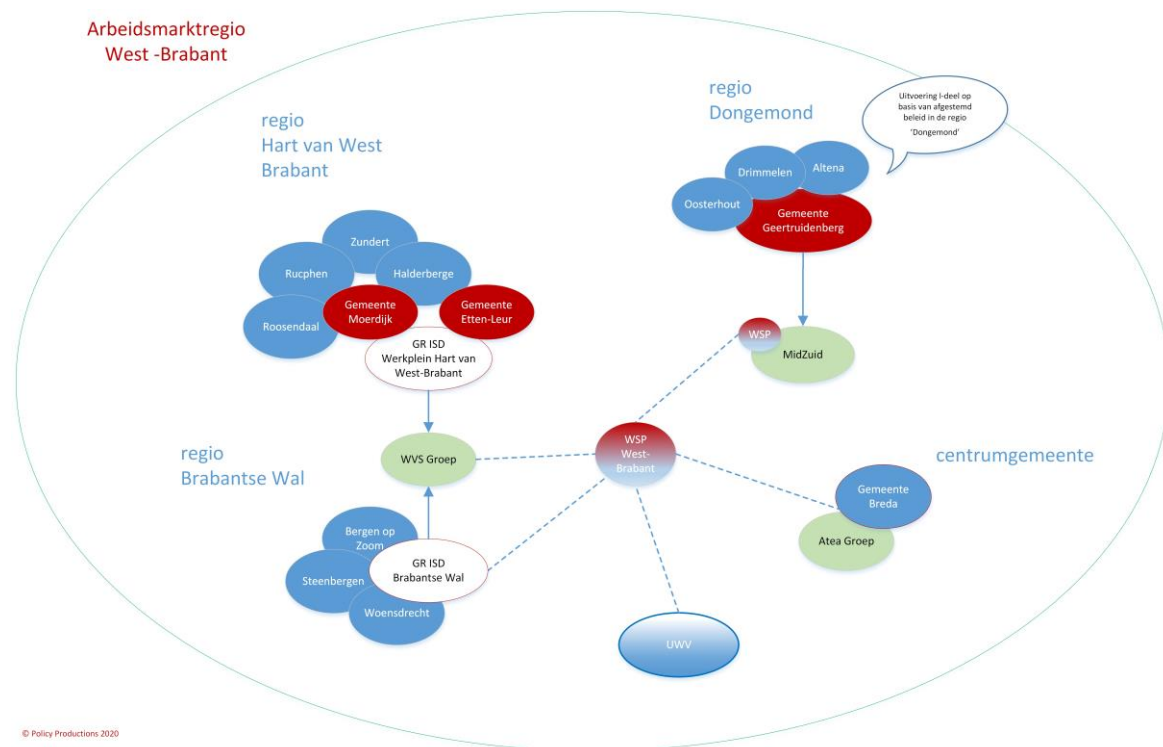 Arbeidsmarktregio
West -Brabant
regio
Hart van West
Brabant
regio
Dongemond
Uitvoering I-deel op
basis van afgestemd
beleid in de regio
'Dongemond'
Drimmelen
Altena
Oosterhout
Gemeente
Geertruidenberg
Zundert
Rucphen
Halderberge
Roosendaal
Gemeente
Moerdijk
Gemeente
Etten-Leur
GR ISD
Werkplein Hart van
West-Brabant
WSP
MidZuid
regio
Brabantse Wal
WVS Groep
WSP
West-
Brabant
centrumgemeente
Gemeente
Breda
Atea Groep
Bergen op
Zoom
GR ISD
Brabantse Wal
Steenbergen
Woensdrecht
UWV
© Policy Productions 2020